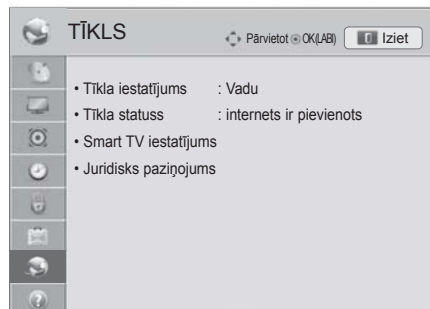 TĪKLS
Pārvietot OK(LABI) Iziet
• Tīkla iestatījums : Vadu
• Tīkla statuss : internets ir pievienots
• Smart TV iestatījums
• Juridisks paziņojums